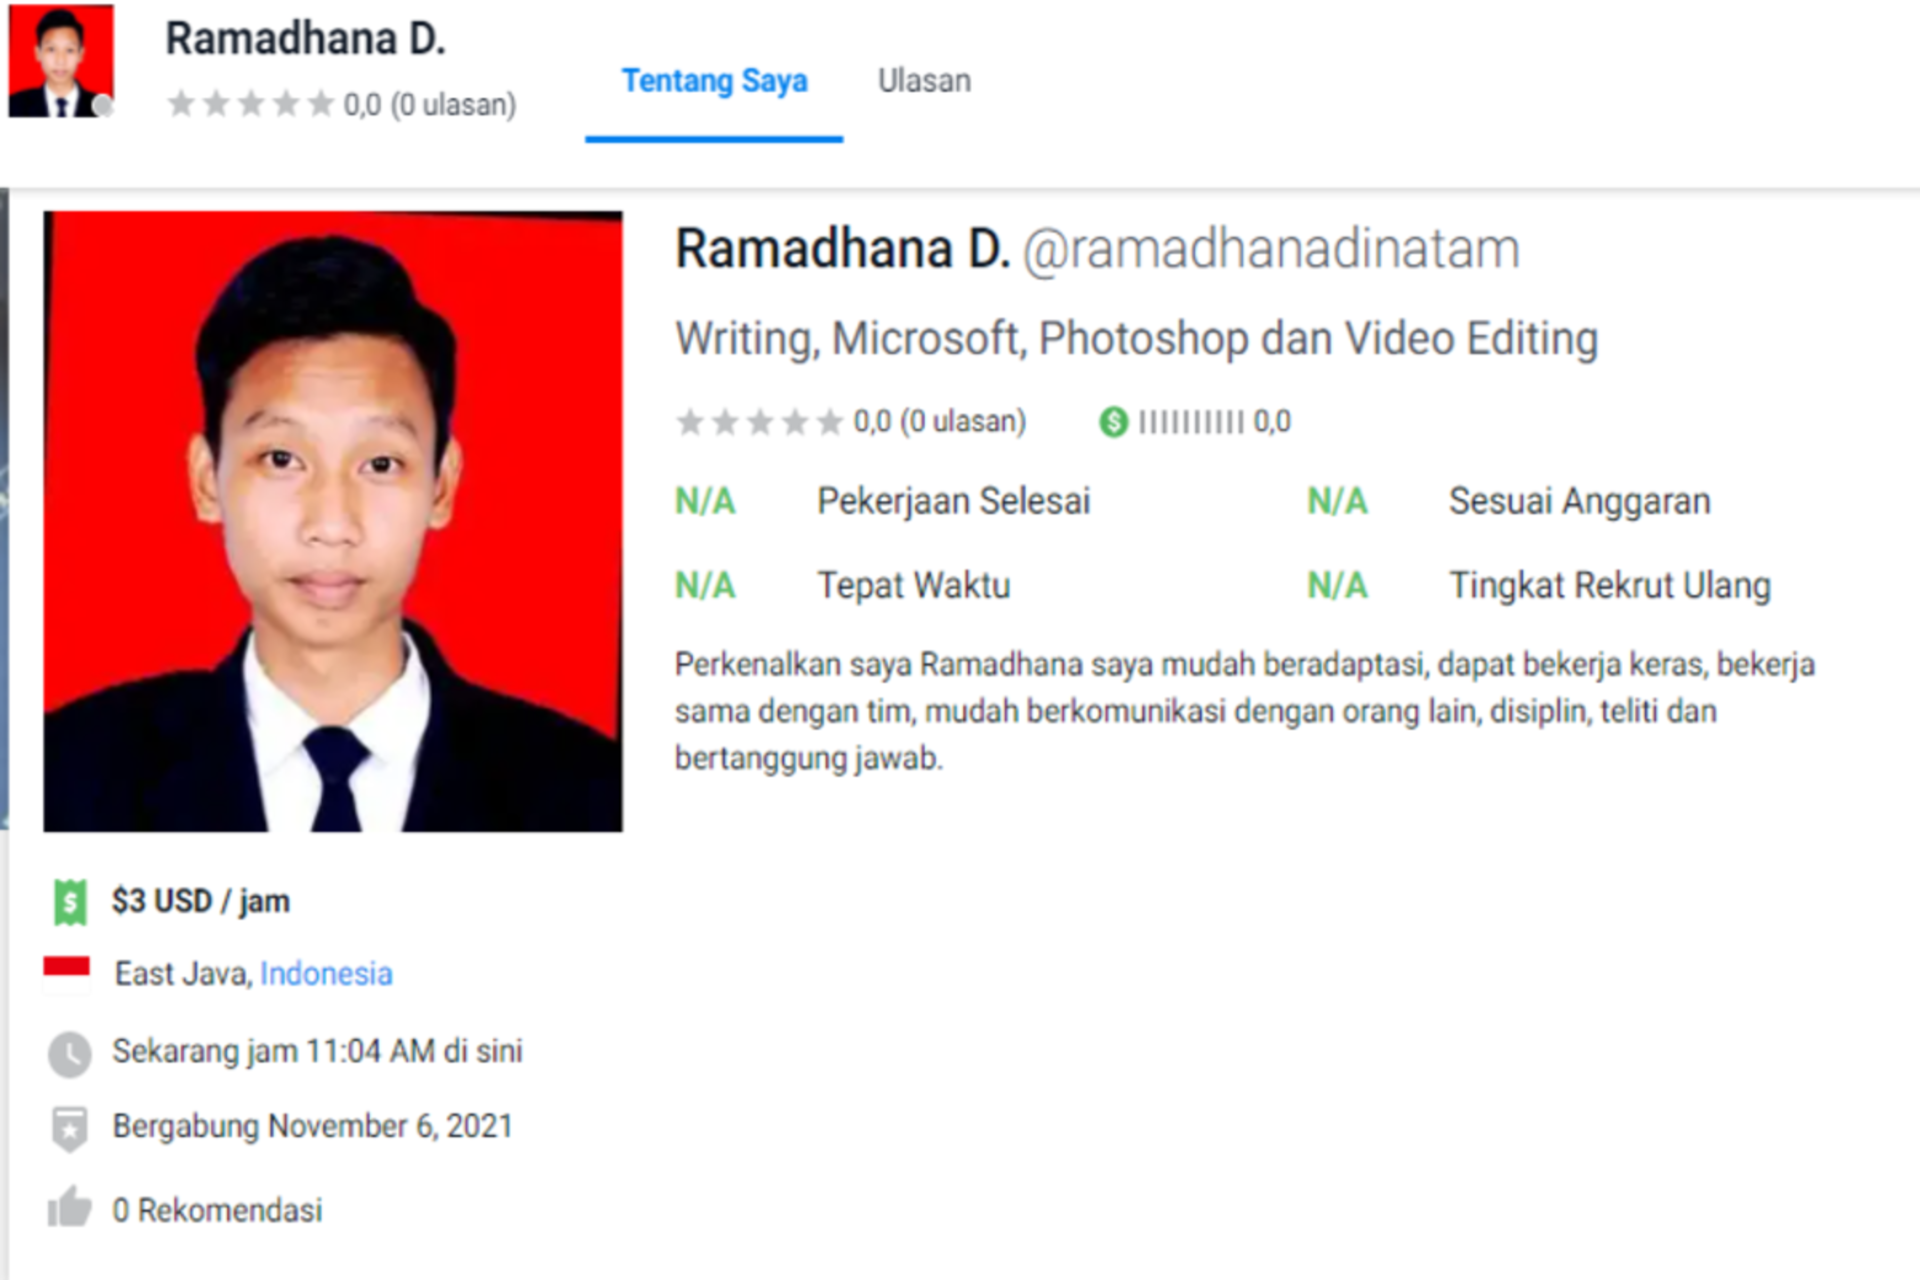 Ramadhana D.
0,0 (0 ulasan)
Tentang Saya
Ulasan
Ramadhana D. @ramadhanadinatam
Writing, Microsoft, Photoshop dan Video Editing
0,0 (0 ulasan) $ 0,0
N/A Pekerjaan Selesai N/A Sesuai Anggaran
N/A Tepat Waktu N/A Tingkat Rekrut Ulang
Perkenalkan saya Ramadhana saya mudah beradaptasi, dapat bekerja keras, bekerja
sama dengan tim, mudah berkomunikasi dengan orang lain, disiplin, teliti dan
bertanggung jawab.
$ $3 USD / jam
East Java, Indonesia
Sekarang jam 11:04 AM di sini
Bergabung November 6, 2021
0 Rekomendasi